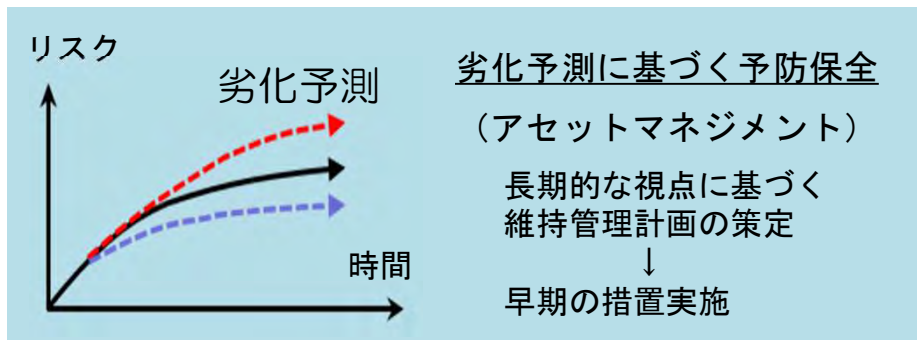 リスク
劣化予測
時間
劣化予測に基づく予防保全
（アセットマネジメント）
長期的な視点に基づく
維持管理計画の策定
↓
早期の措置実施